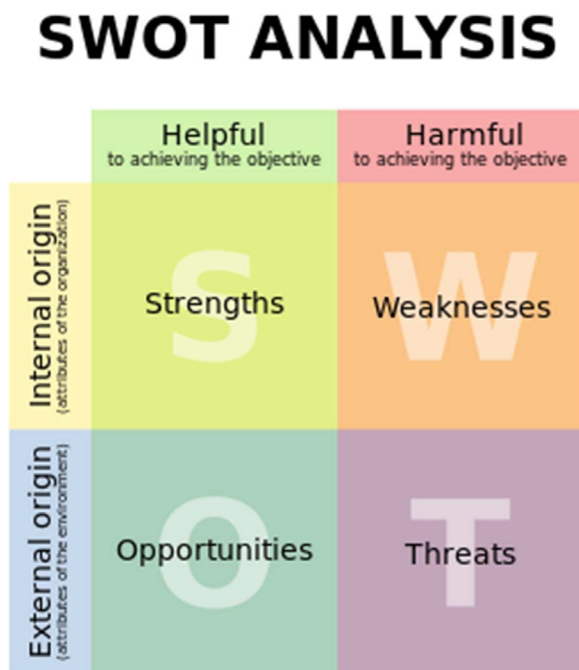 SWOT ANALYSIS
Helpful
to achieving the objective
Harmful
to achieving the objective
Internal origin
(attributes of the organization)
S
Strengths
W
Weaknesses
External origin
(attributes of the environment)
O
Opportunities
T
Threats